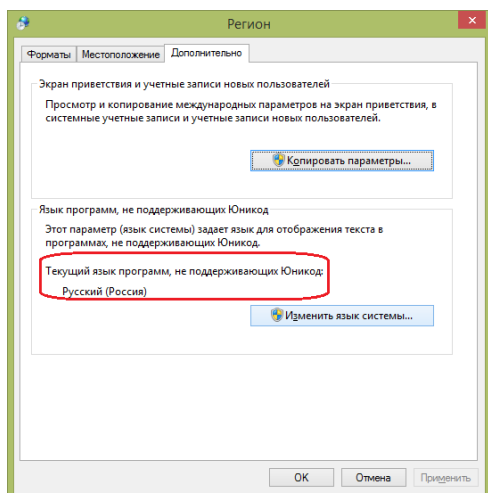 Регион
Форматы Местоположение Дополнительно
Экран приветствия и учетные записи новых пользователей
Просмотр и копирование международных параметров на экран приветствия, в
системные учетные записи и учетные записи новых пользователей.
Копировать параметры...
Язык программ, не поддерживающих Юникод
Этот параметр (язык системы) задает язык для отображения текста в
программах, не поддерживающих Юникод.
Текущий язык программ, не поддерживающих Юникод:
Русский (Россия)
Изменить язык системы...
OK Отмена Применить